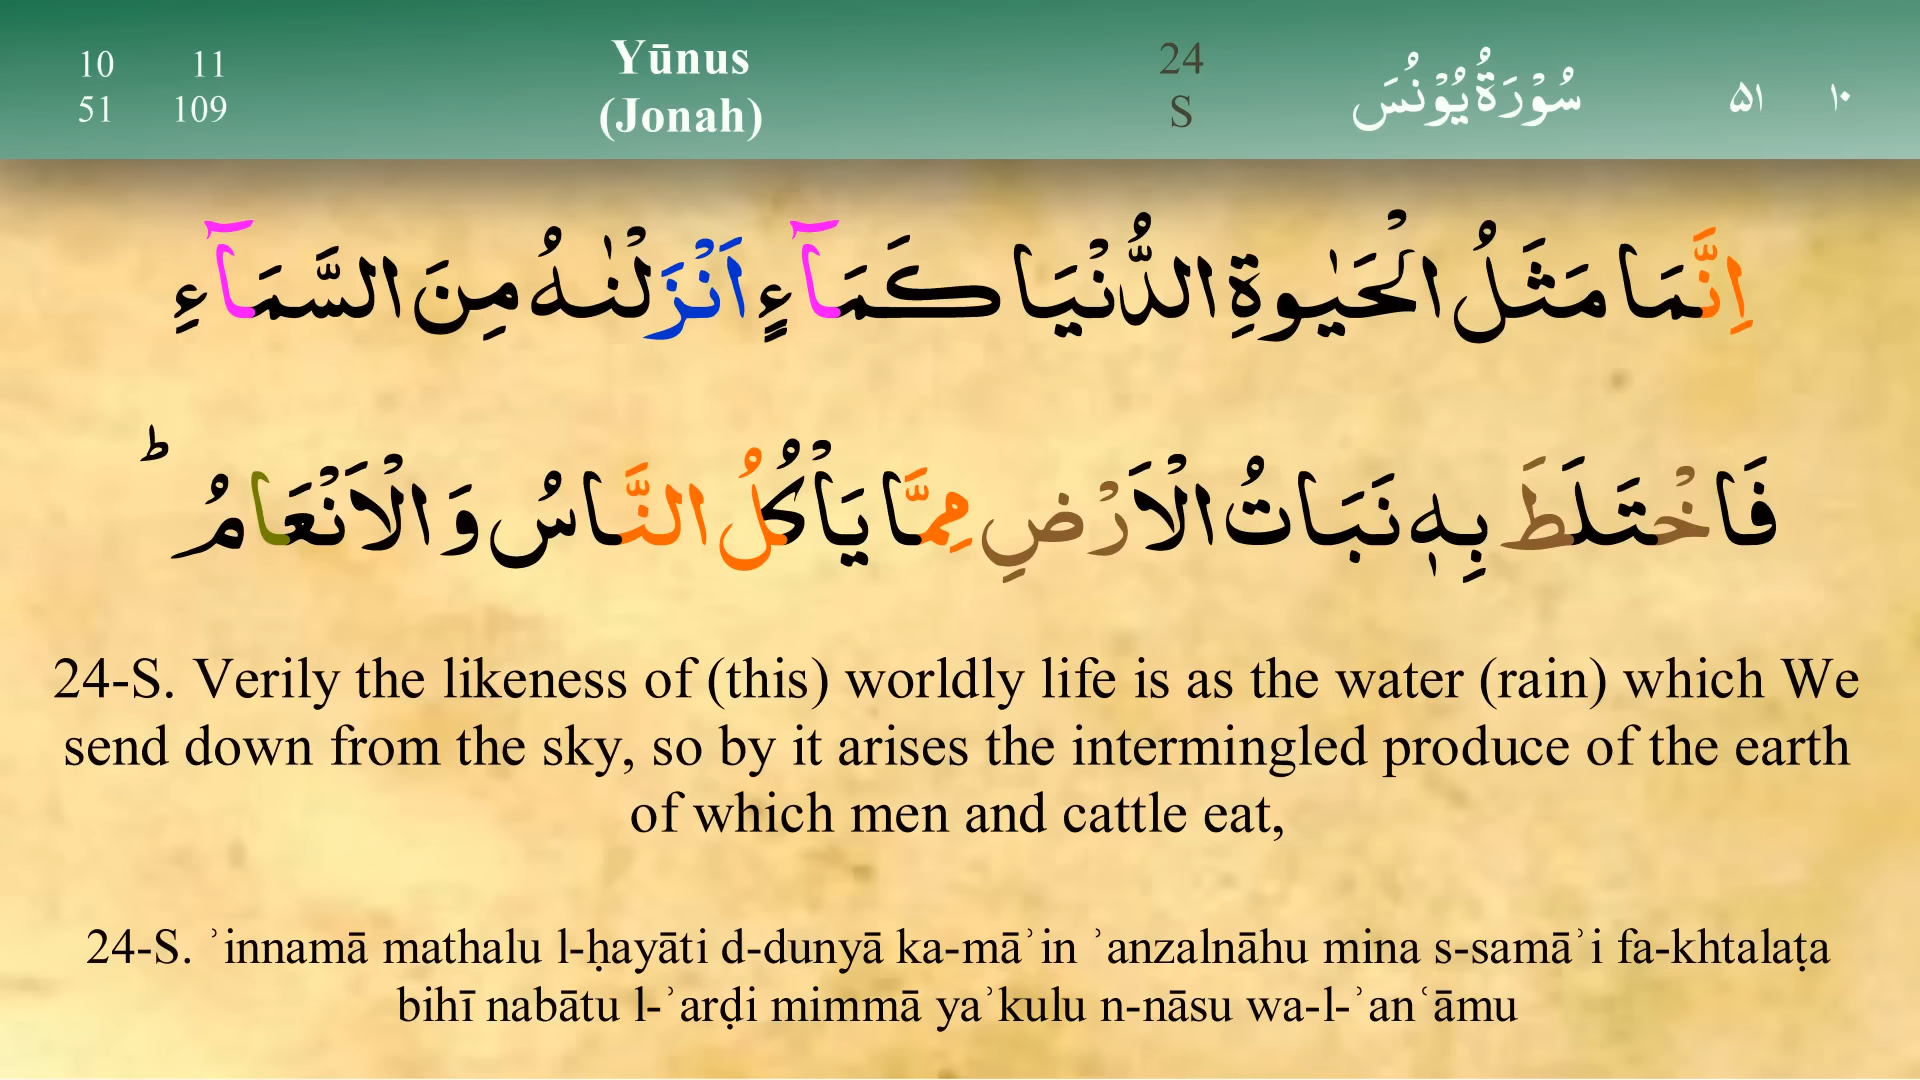 10 11
51 109
Yūnus
(Jonah)
24
S
سُوْرَةُ يُوْنُسَ
۵۱ ۱۰
اِنَّمَا مَثَلُ الْحَيٰوةِ الدُّنْيَا كَمَآءٍ اَنْزَلْنٰهُ مِنَ السَّمَآءِ
فَاخْتَلَطَ بِهٖ نَبَاتُ الْاَرْضِ مِمَّا يَاْكُلُ النَّاسُ وَالْاَنْعَامُ ؕ
24-S. Verily the likeness of (this) worldly life is as the water (rain) which We
send down from the sky, so by it arises the intermingled produce of the earth
of which men and cattle eat,
24-S. ʾinnamā mathalu l-ḥayāti d-dunyā ka-māʾin ʾanzalnāhu mina s-samāʾi fa-khtalaṭa
bihī nabātu l-ʾarḍi mimmā yaʾkulu n-nāsu wa-l-ʾanʿāmu